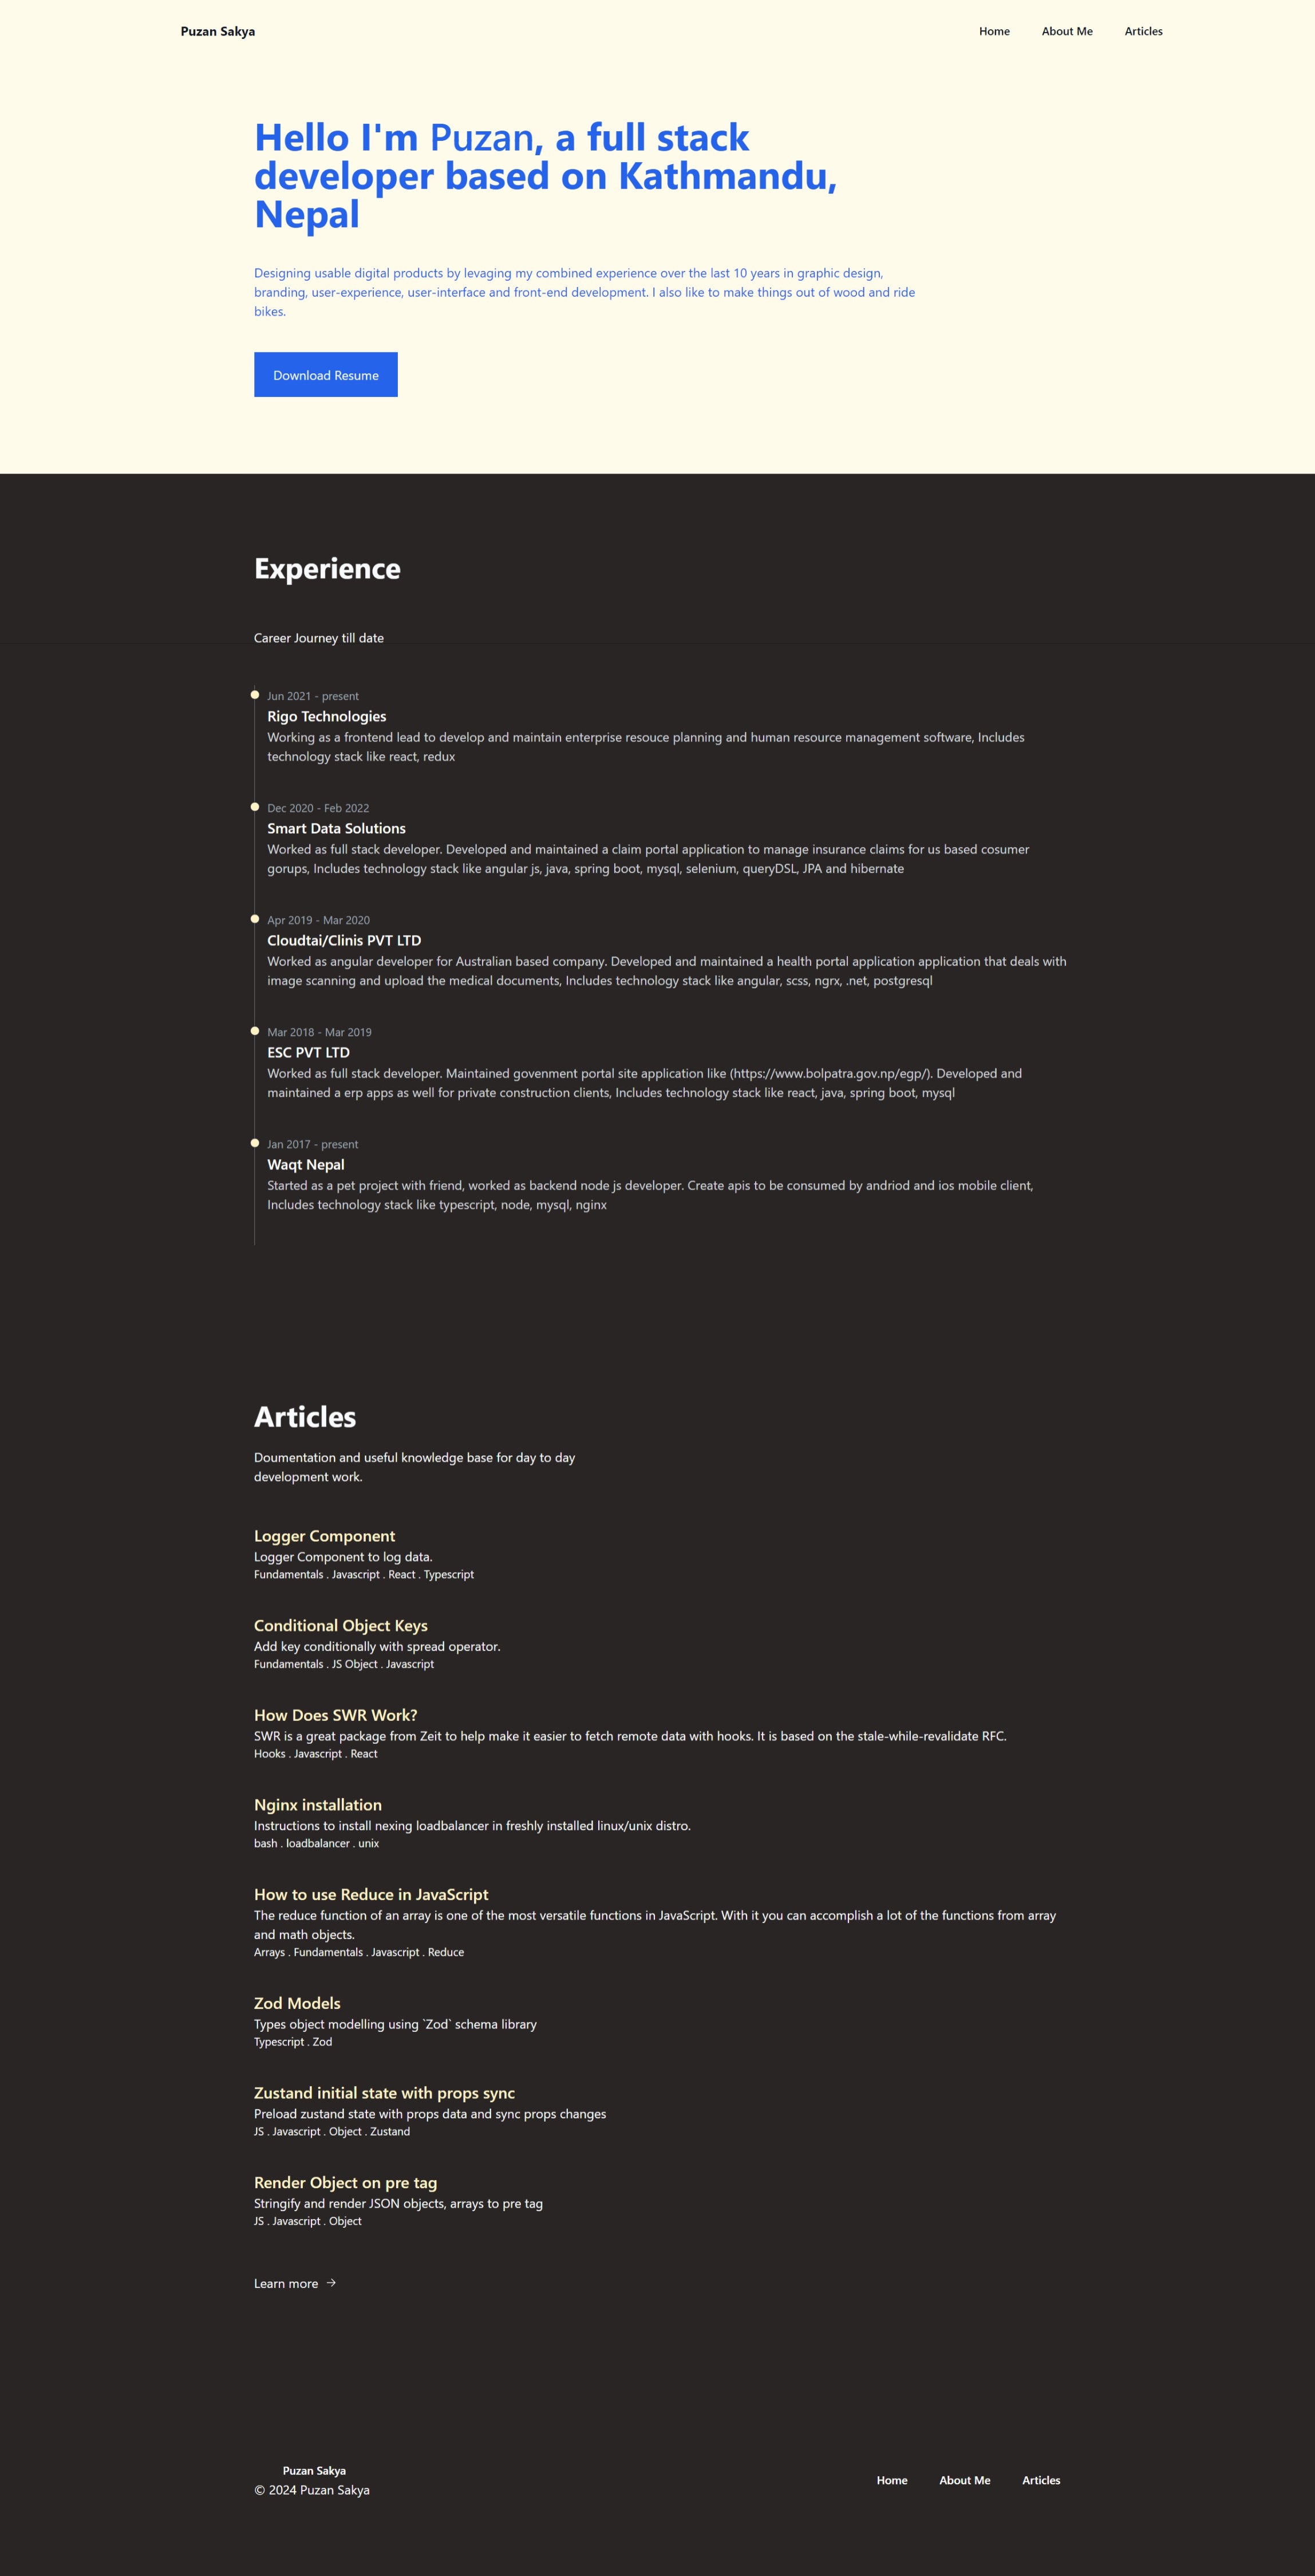 Puzan Sakya
Home
About Me
Articles
Hello I'm Puzan, a full stack
developer based on Kathmandu,
Nepal
Designing usable digital products by levaging my combined experience over the last 10 years in graphic design,
branding, user-experience, user-interface and front-end development. I also like to make things out of wood and ride
bikes.
Download Resume
Experience
Career Journey till date
Jun 2021 - present
Rigo Technologies
Working as a frontend lead to develop and maintain enterprise resouce planning and human resource management software, Includes
technology stack like react, redux
Dec 2020 - Feb 2022
Smart Data Solutions
Worked as full stack developer. Developed and maintained a claim portal application to manage insurance claims for us based cosumer
gorups, Includes technology stack like angular js, java, spring boot, mysql, selenium, queryDSL, JPA and hibernate
Apr 2019 - Mar 2020
Cloudtai/Clinis PVT LTD
Worked as angular developer for Australian based company. Developed and maintained a health portal application application that deals with
image scanning and upload the medical documents, Includes technology stack like angular, scss, ngrx, .net, postgresql
Mar 2018 - Mar 2019
ESC PVT LTD
Worked as full stack developer. Maintained govenment portal site application like (https://www.bolpatra.gov.np/egp/). Developed and
maintained a erp apps as well for private construction clients, Includes technology stack like react, java, spring boot, mysql
Jan 2017 - present
Waqt Nepal
Started as a pet project with friend, worked as backend node js developer. Create apis to be consumed by andriod and ios mobile client,
Includes technology stack like typescript, node, mysql, nginx
Articles
Doumentation and useful knowledge base for day to day
development work.
Logger Component
Logger Component to log data.
Fundamentals . Javascript . React . Typescript
Conditional Object Keys
Add key conditionally with spread operator.
Fundamentals . JS Object . Javascript
How Does SWR Work?
SWR is a great package from Zeit to help make it easier to fetch remote data with hooks. It is based on the stale-while-revalidate RFC.
Hooks . Javascript . React
Nginx installation
Instructions to install nexing loadbalancer in freshly installed linux/unix distro.
bash . loadbalancer . unix
How to use Reduce in JavaScript
The reduce function of an array is one of the most versatile functions in JavaScript. With it you can accomplish a lot of the functions from array
and math objects.
Arrays . Fundamentals . Javascript . Reduce
Zod Models
Types object modelling using `Zod` schema library
Typescript . Zod
Zustand initial state with props sync
Preload zustand state with props data and sync props changes
JS . Javascript . Object . Zustand
Render Object on pre tag
Stringify and render JSON objects, arrays to pre tag
JS . Javascript . Object
Learn more →
Puzan Sakya
© 2024 Puzan Sakya
Home
About Me
Articles